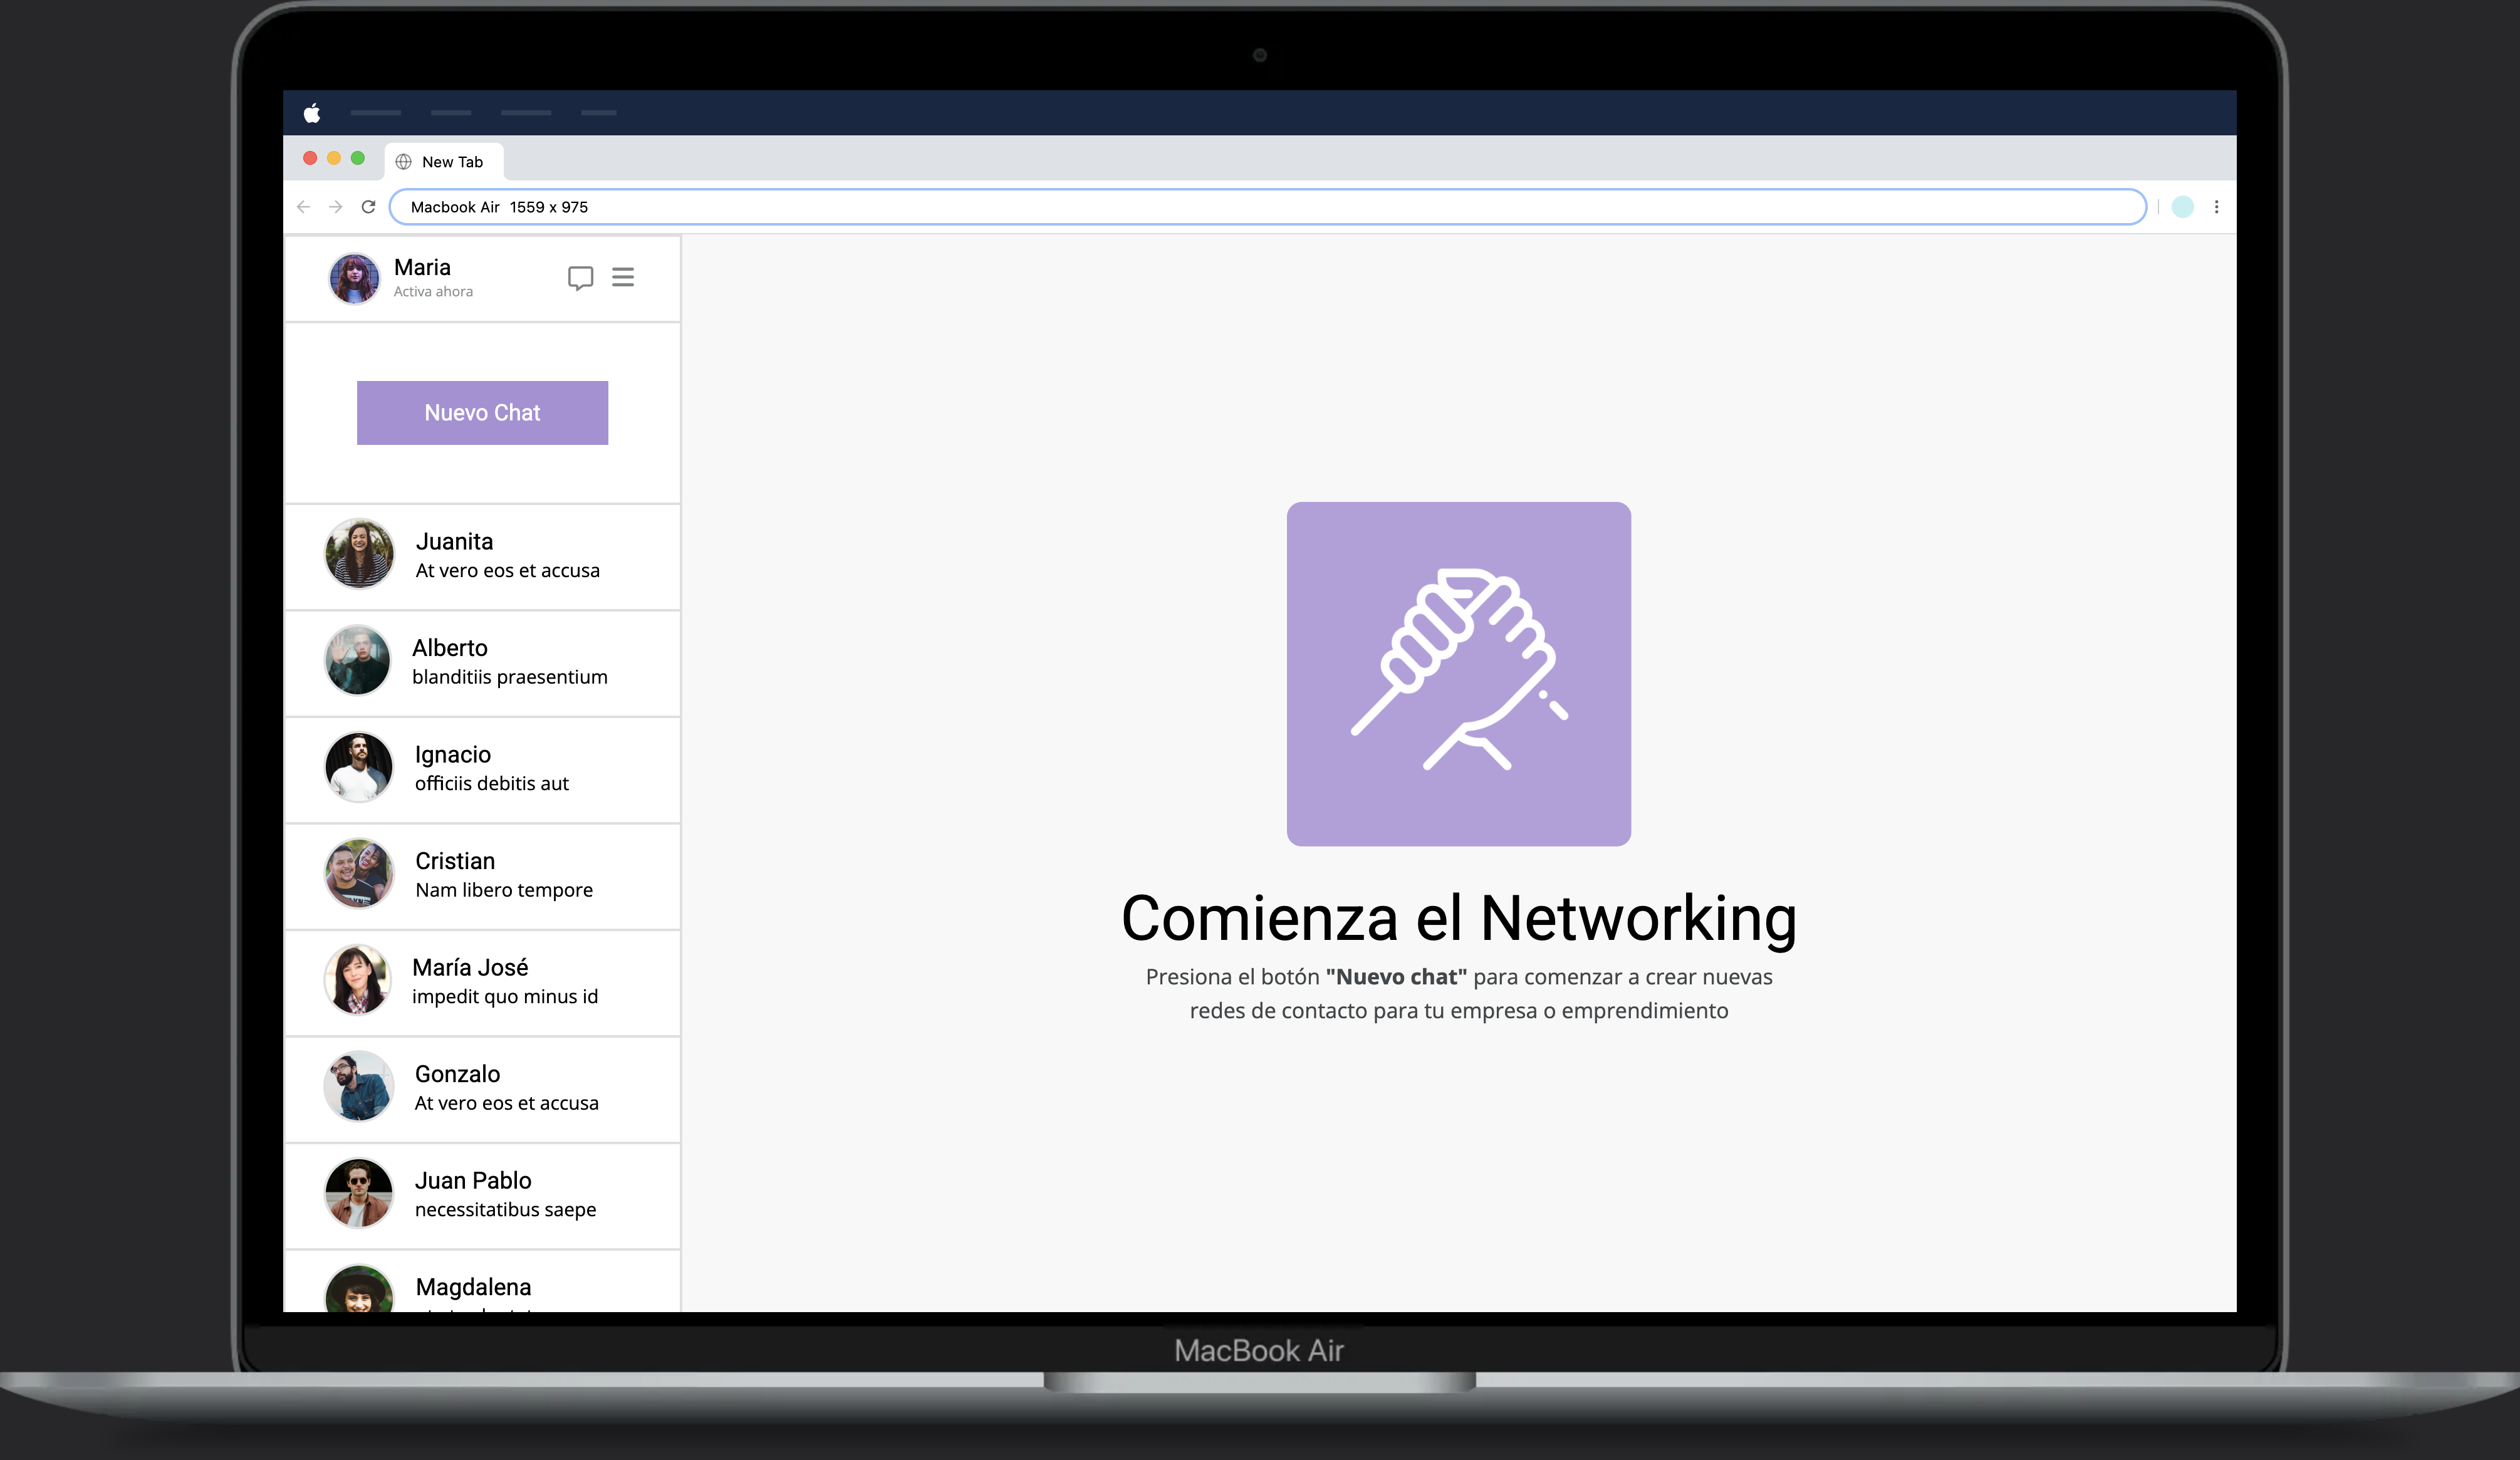 New Tab
Macbook Air 1559 x 975
Maria
Activa ahora
Nuevo Chat
Juanita
At vero eos et accusa
Alberto
blanditiis praesentium
Ignacio
officiis debitis aut
Cristian
Nam libero tempore
María José
impedit quo minus id
Gonzalo
At vero eos et accusa
Juan Pablo
necessitatibus saepe
Magdalena
Comienza el Networking
Presiona el botón "Nuevo chat" para comenzar a crear nuevas
redes de contacto para tu empresa o emprendimiento
MacBook Air